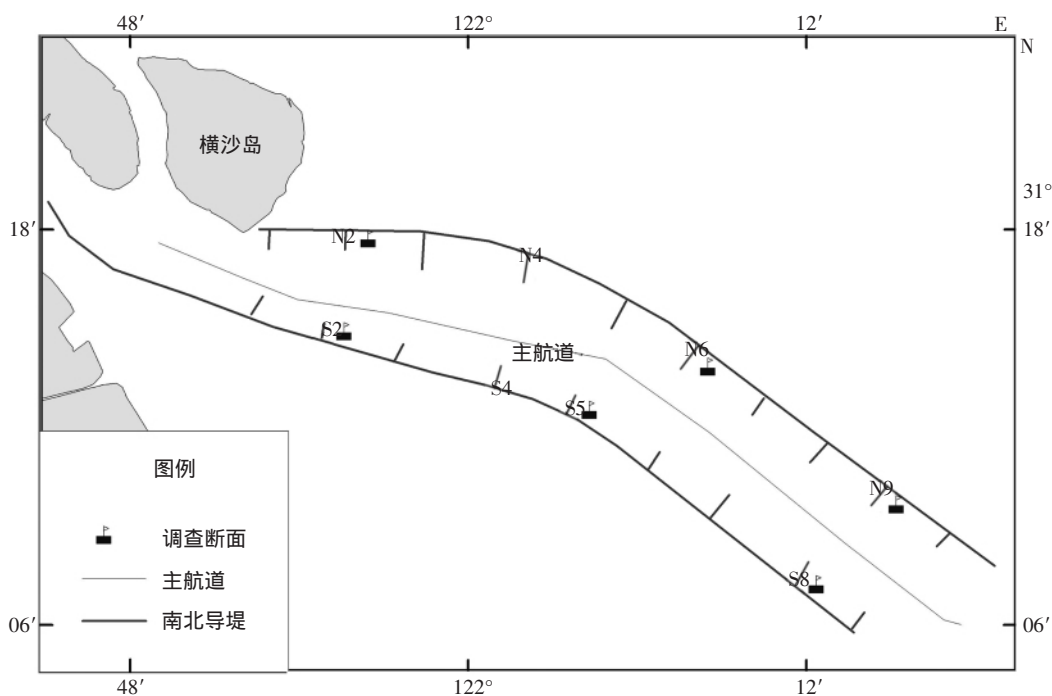 48′ 122° 12′ E
N
横沙岛
31°
18′ 18′
N2
N4
S2
主航道
N6
S4
S5
N9
图例
调查断面
S8
主航道
南北导堤
06′ 06′
48′ 122° 12′